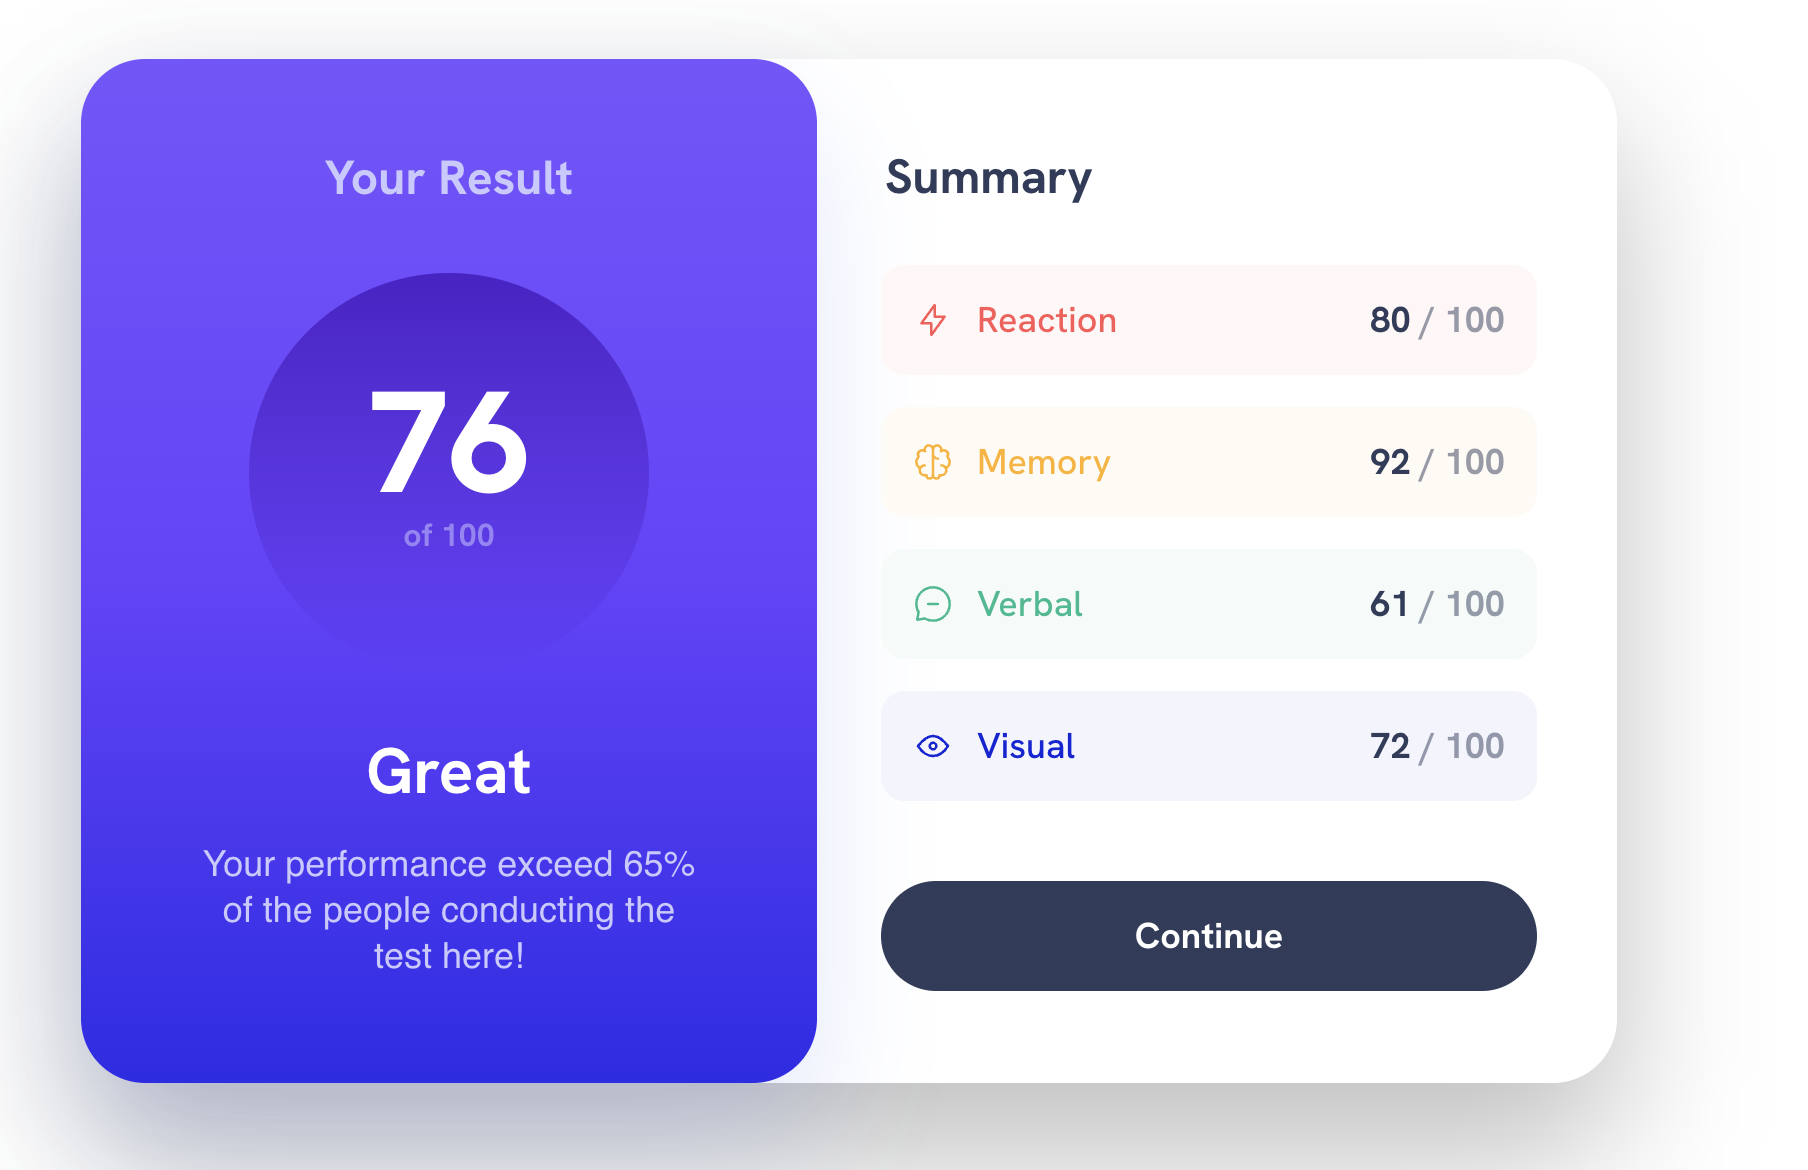 Your Result
76
of 100
Great
Your performance exceed 65%
of the people conducting the
test here!
Summary
Reaction 80 / 100
Memory 92 / 100
Verbal 61 / 100
Visual 72 / 100
Continue